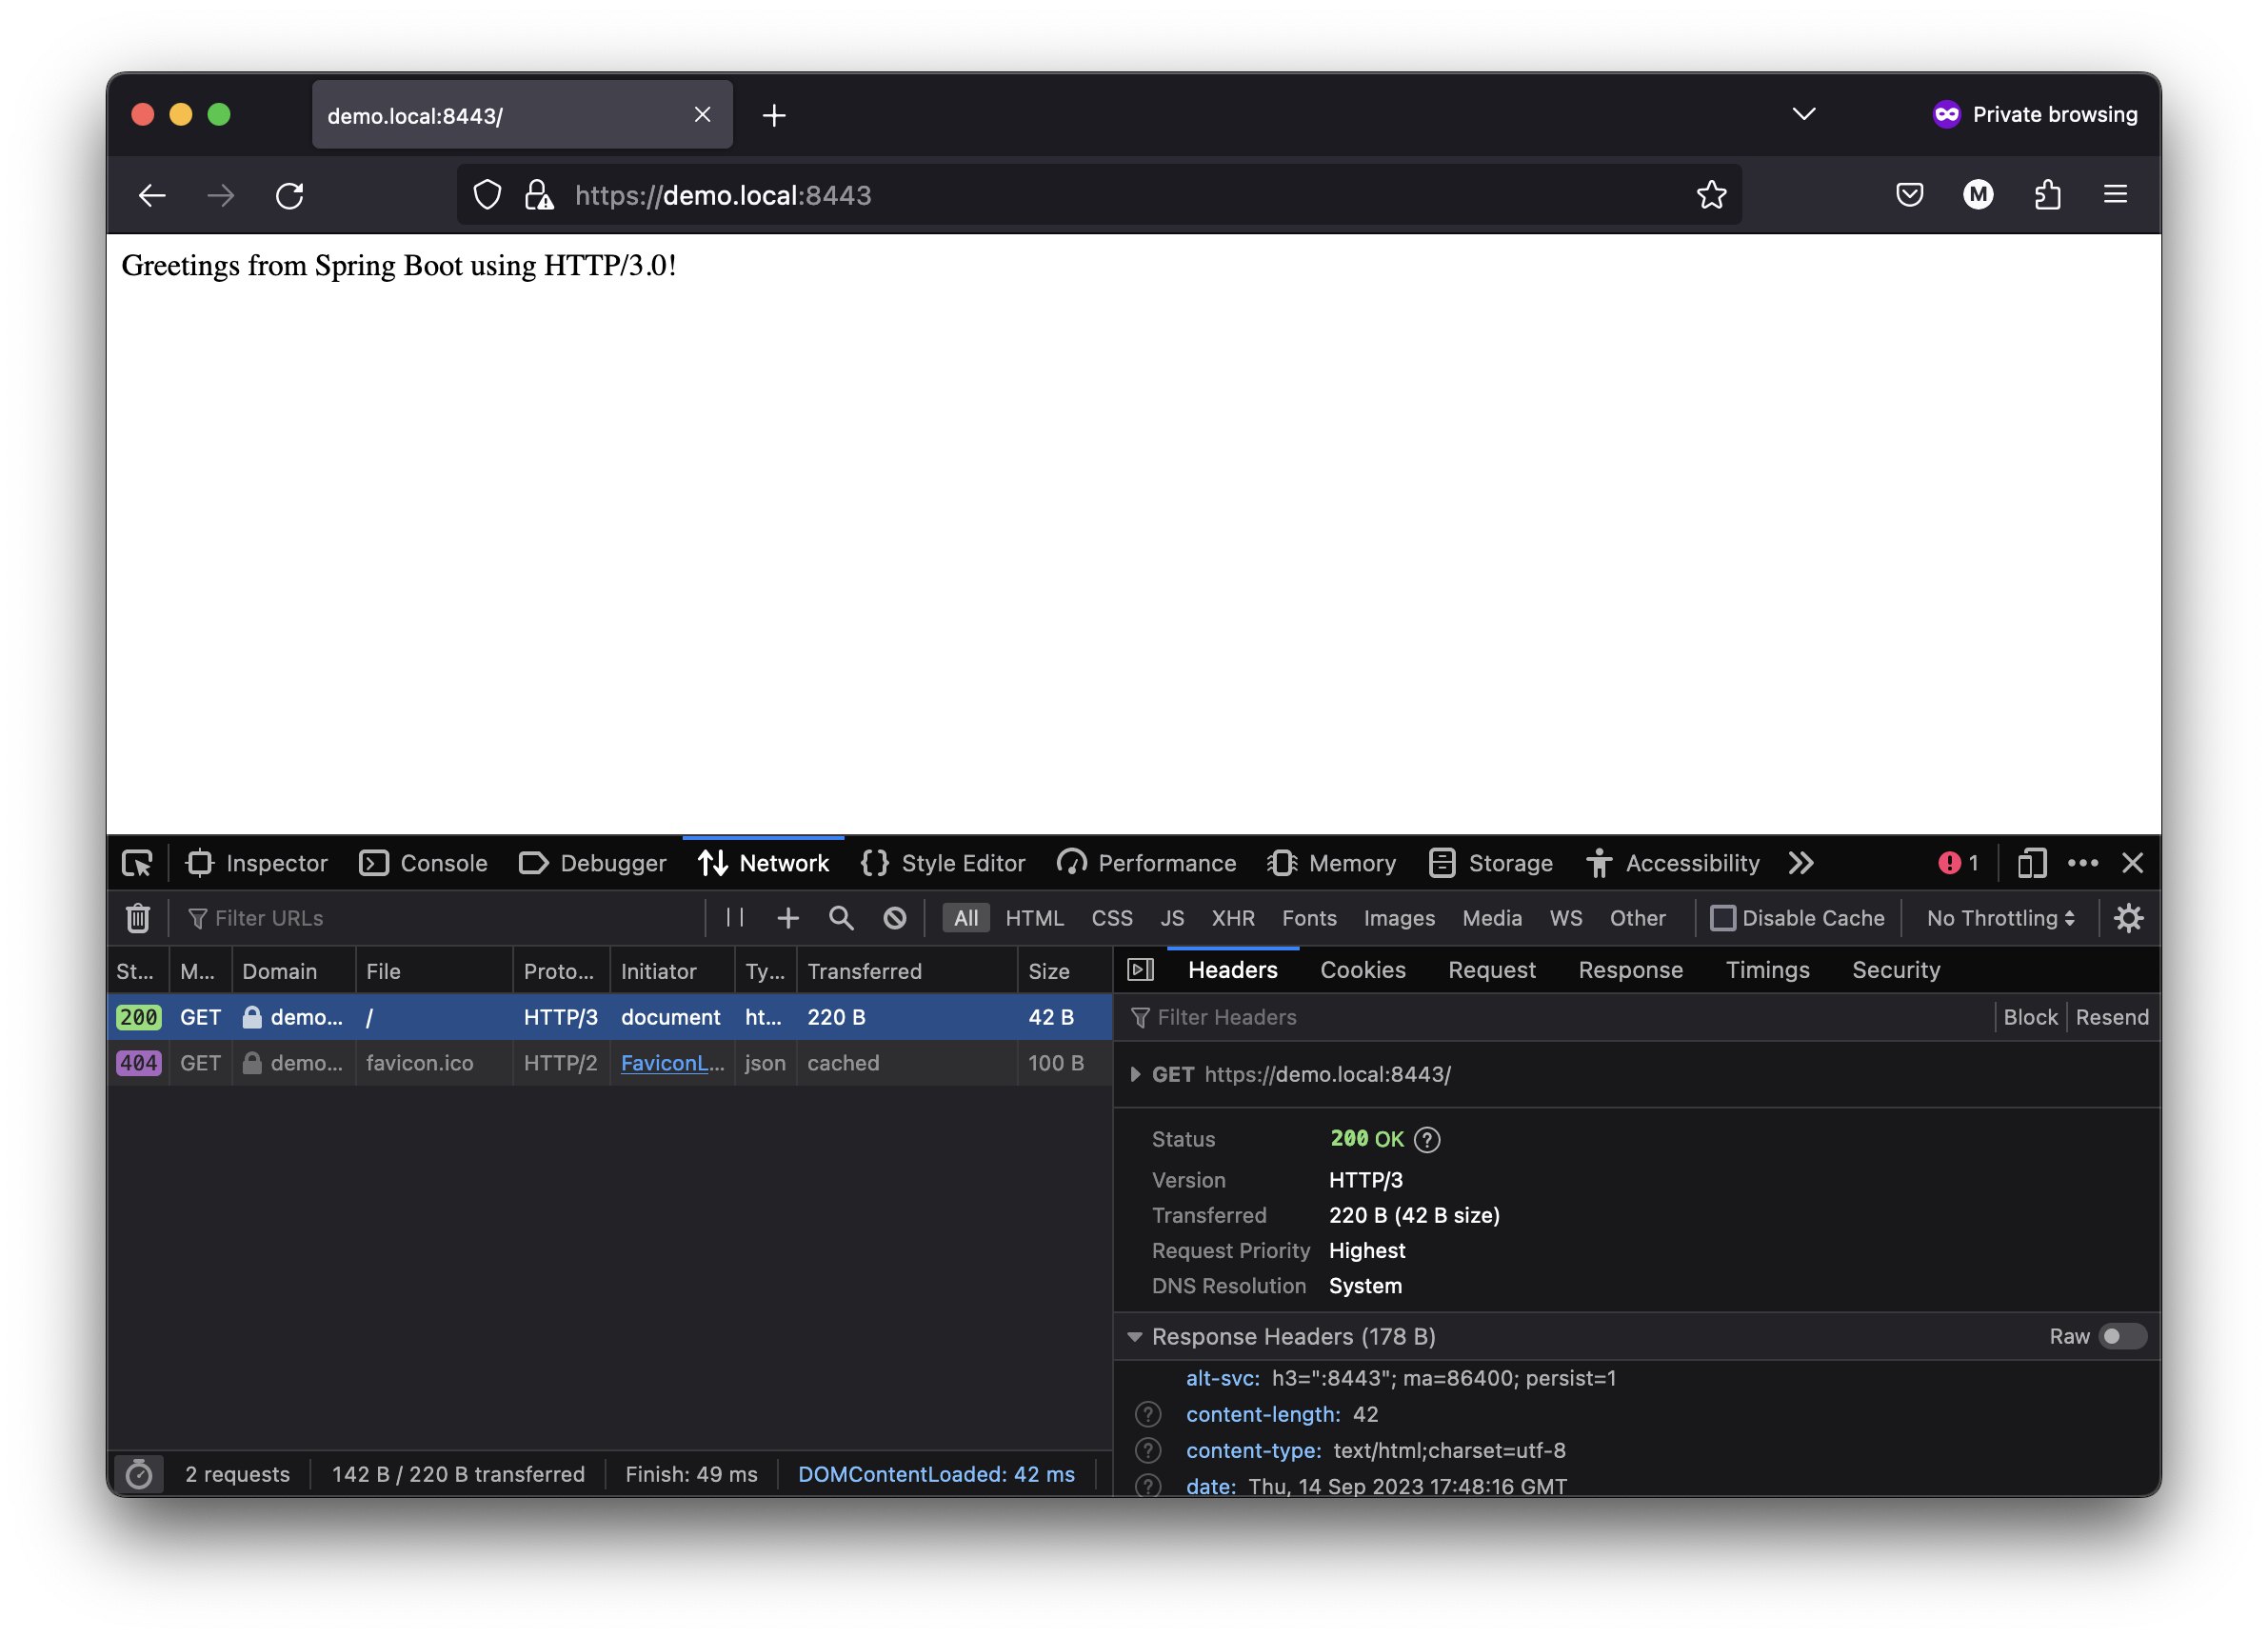 demo.local:8443/
Private browsing
https://demo.local:8443
M
Greetings from Spring Boot using HTTP/3.0!
Inspector Console Debugger Network Style Editor Performance Memory Storage Accessibility 1
Filter URLs All HTML CSS JS XHR Fonts Images Media WS Other Disable Cache No Throttling
St... M... Domain File Proto... Initiator Ty... Transferred Size
200 GET demo... / HTTP/3 document ht... 220 B 42 B
404 GET demo... favicon.ico HTTP/2 FaviconL... json cached 100 B
2 requests 142 B / 220 B transferred Finish: 49 ms DOMContentLoaded: 42 ms
Headers Cookies Request Response Timings Security
Filter Headers Block Resend
GET https://demo.local:8443/
Status 200 OK ?
Version HTTP/3
Transferred 220 B (42 B size)
Request Priority Highest
DNS Resolution System
Response Headers (178 B) Raw
alt-svc: h3=":8443"; ma=86400; persist=1
? content-length: 42
? content-type: text/html;charset=utf-8
? date: Thu, 14 Sep 2023 17:48:16 GMT